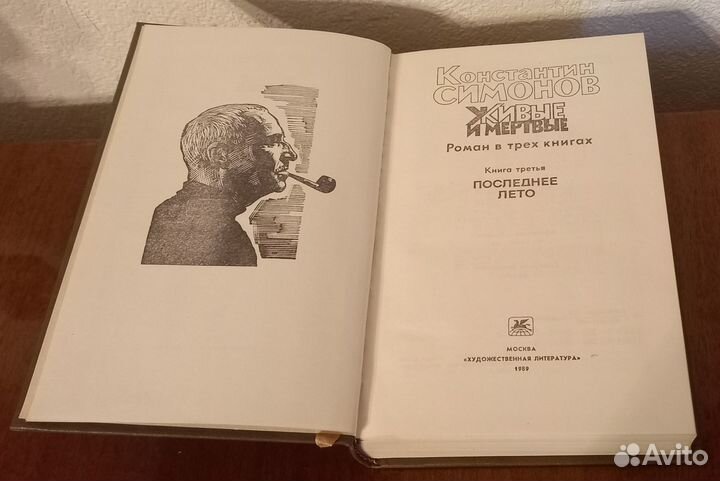 Константин
СИМОНОВ
ЖИВЫЕ
И МЕРТВЫЕ
Роман в трех книгах
Книга третья
ПОСЛЕДНЕЕ
ЛЕТО
МОСКВА
«ХУДОЖЕСТВЕННАЯ ЛИТЕРАТУРА»
1989
Avito